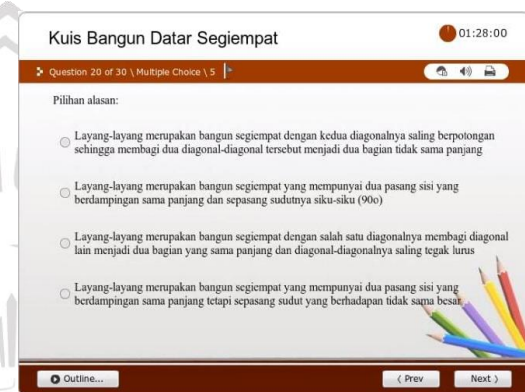 Kuis Bangun Datar Segiempat
01:28:00
Question 20 of 30 \ Multiple Choice \ 5
Pilihan alasan:
Layang-layang merupakan bangun segiempat dengan kedua diagonalnya saling berpotongan
sehingga membagi dua diagonal-diagonal tersebut menjadi dua bagian tidak sama panjang
Layang-layang merupakan bangun segiempat yang mempunyai dua pasang sisi yang
berdampingan sama panjang dan sepasang sudutnya siku-siku (90o)
Layang-layang merupakan bangun segiempat dengan salah satu diagonalnya membagi diagonal
lain menjadi dua bagian yang sama panjang dan diagonal-diagonalnya saling tegak lurus
Layang-layang merupakan bangun segiempat yang mempunyai dua pasang sisi yang
berdampingan sama panjang tetapi sepasang sudut yang berhadapan tidak sama besar
Outline...
Prev
Next